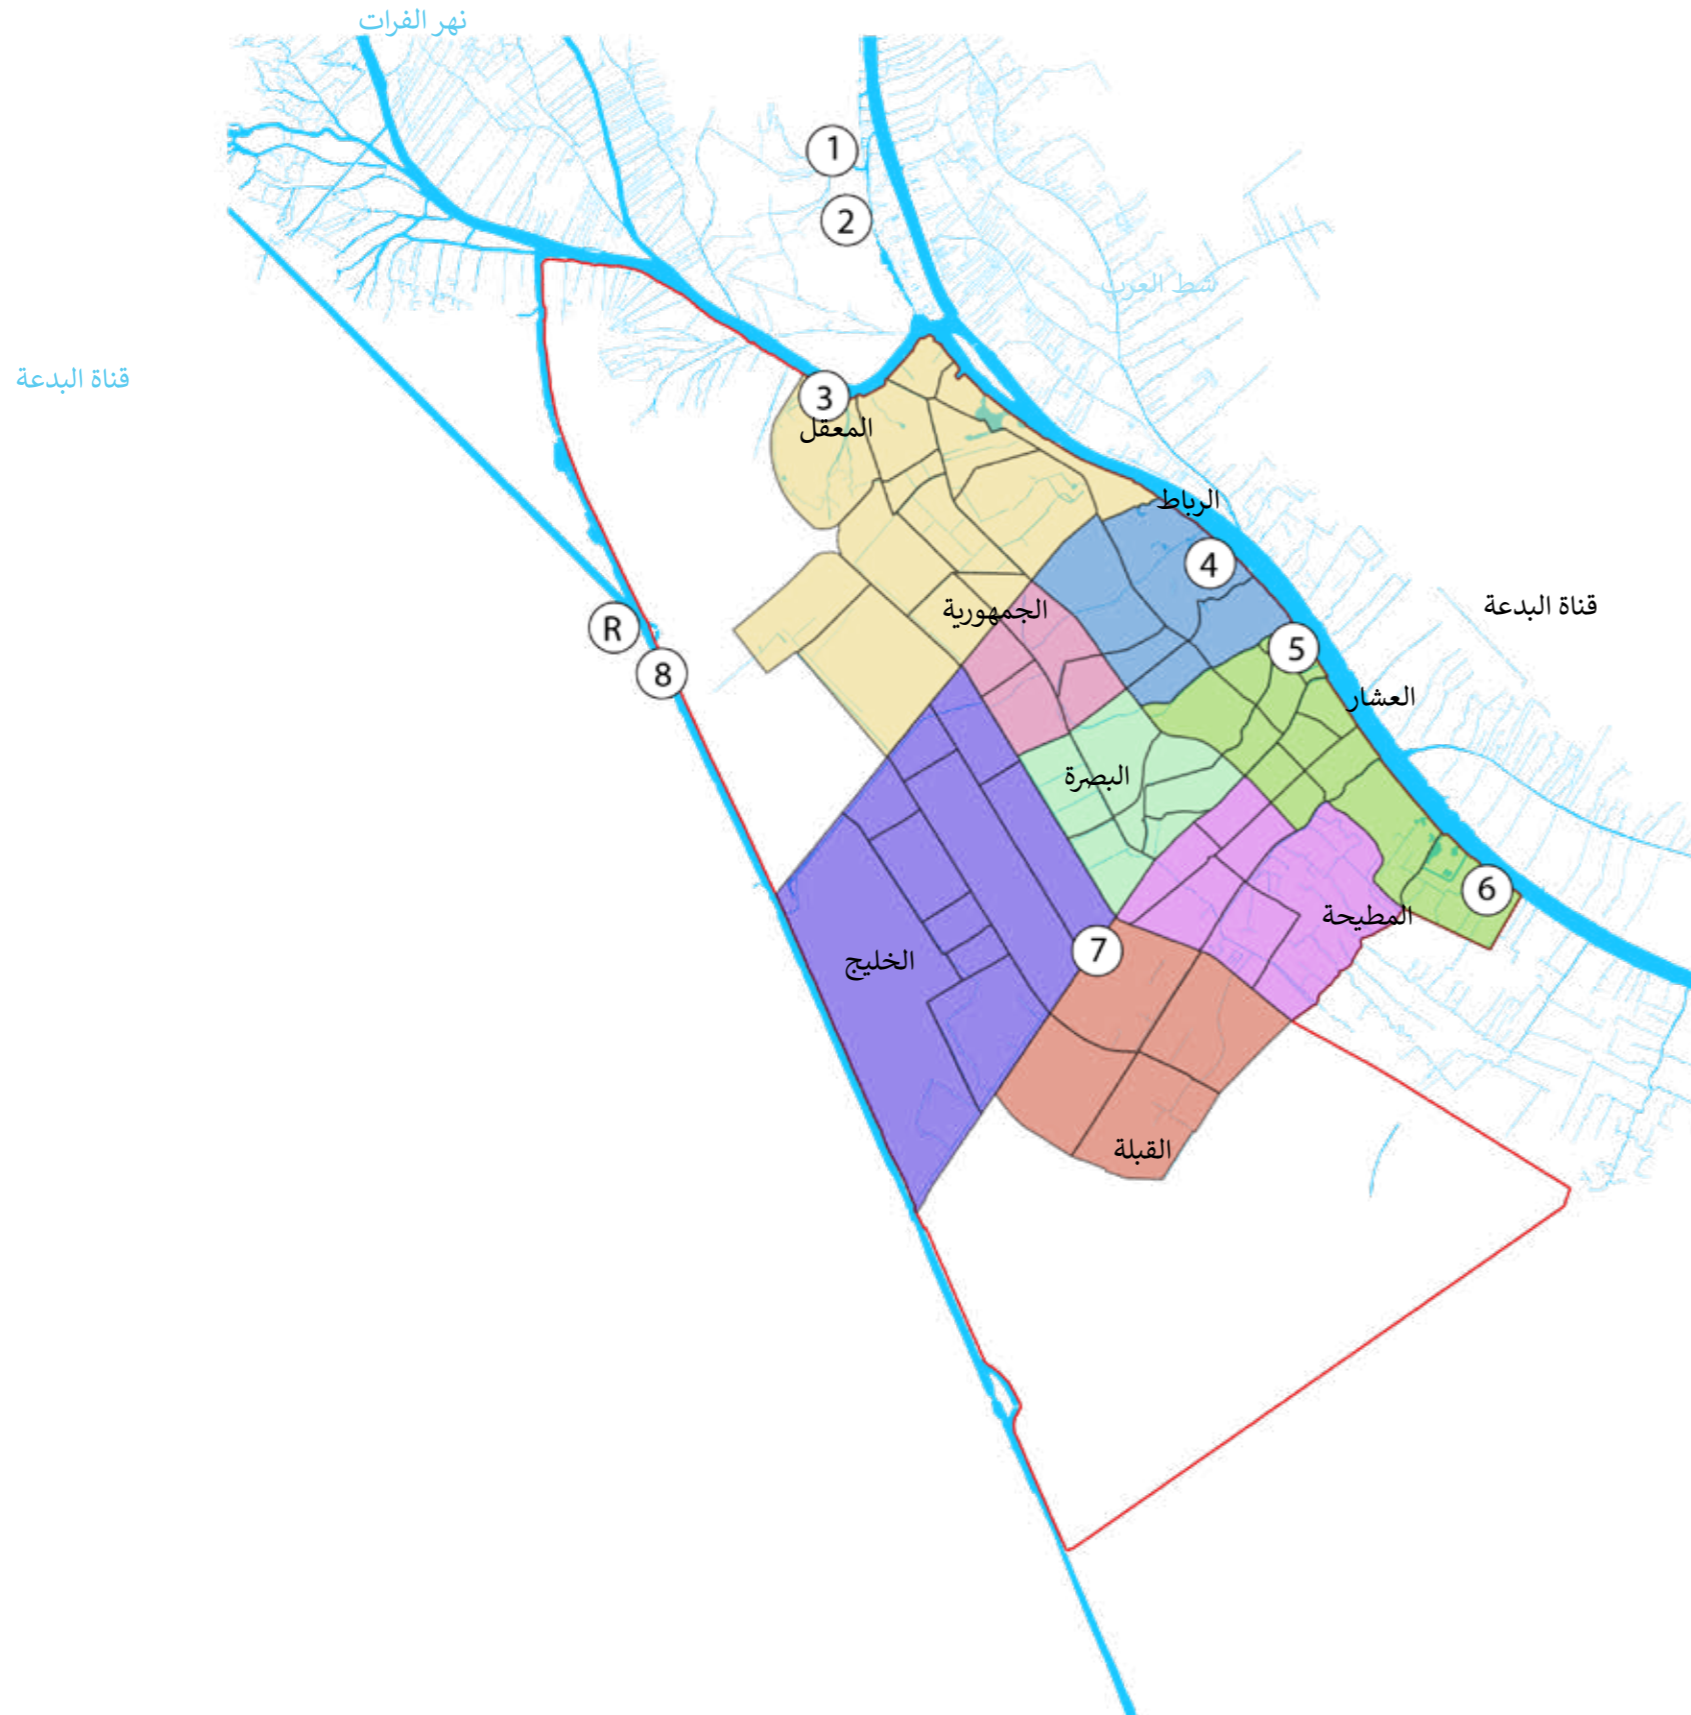 نهر الفرات
1
2
شط العرب
قناة البدعة
3
المعقل
الرباط
4
قناة البدعة
الجمهورية
R
5
8
العشار
البصرة
6
المطيحة
7
الخليج
القبلة